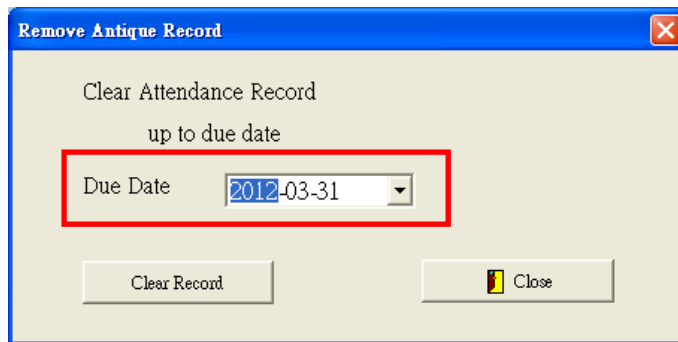 Remove Antique Record
Clear Attendance Record
up to due date
Due Date 2012-03-31
Clear Record Close